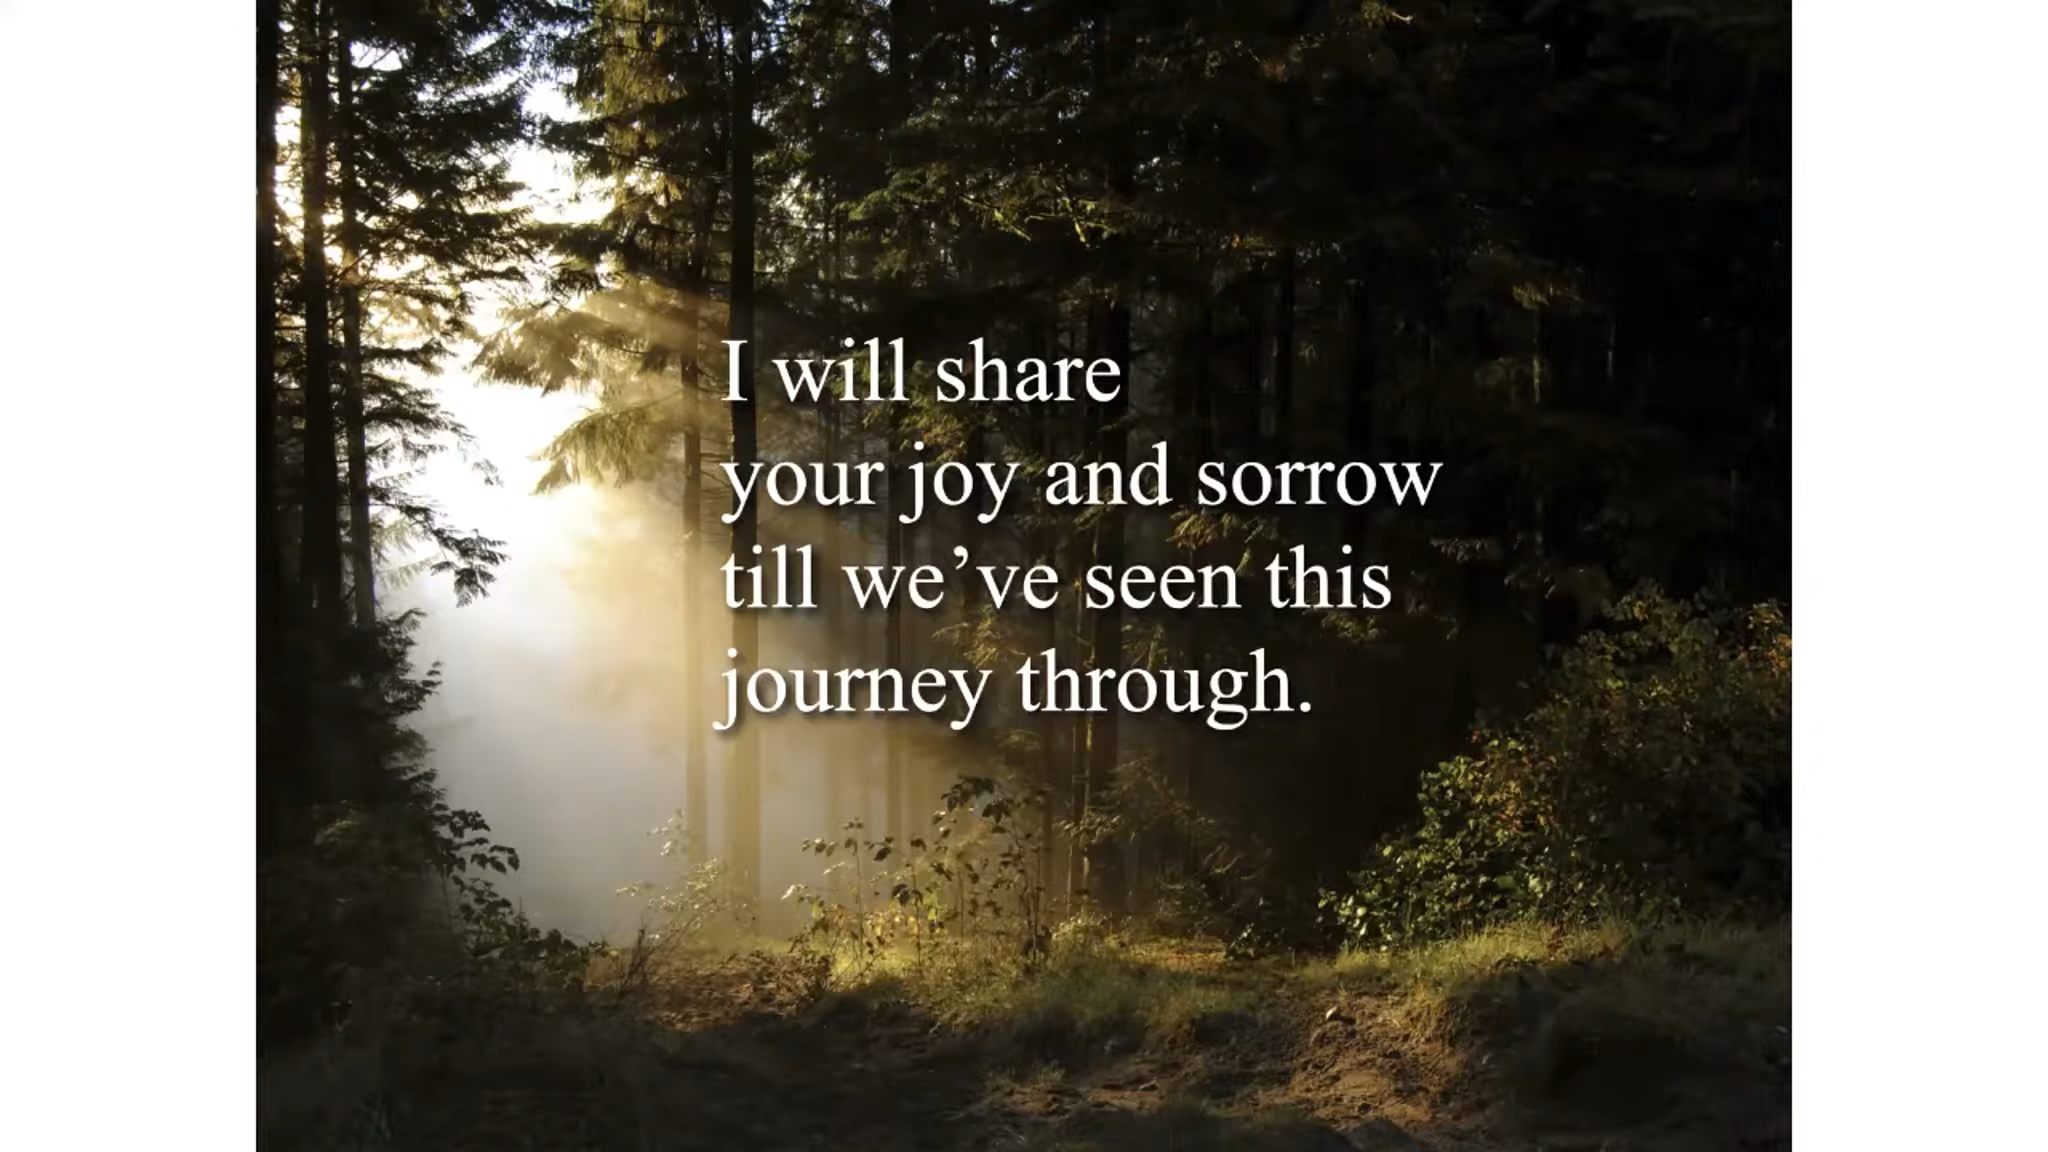 I will share
your joy and sorrow
till we’ve seen this
journey through.